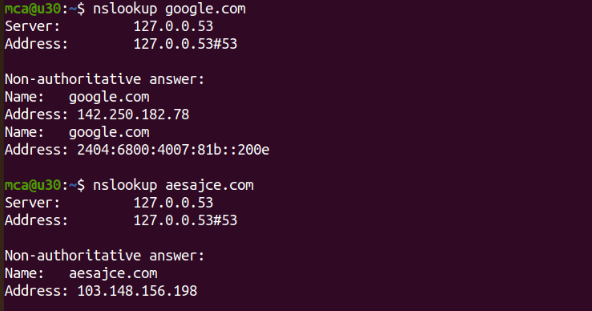 mca@u30:~$ nslookup google.com
Server:         127.0.0.53
Address:        127.0.0.53#53

Non-authoritative answer:
Name:   google.com
Address: 142.250.182.78
Name:   google.com
Address: 2404:6800:4007:81b::200e

mca@u30:~$ nslookup aesajce.com
Server:         127.0.0.53
Address:        127.0.0.53#53

Non-authoritative answer:
Name:   aesajce.com
Address: 103.148.156.198